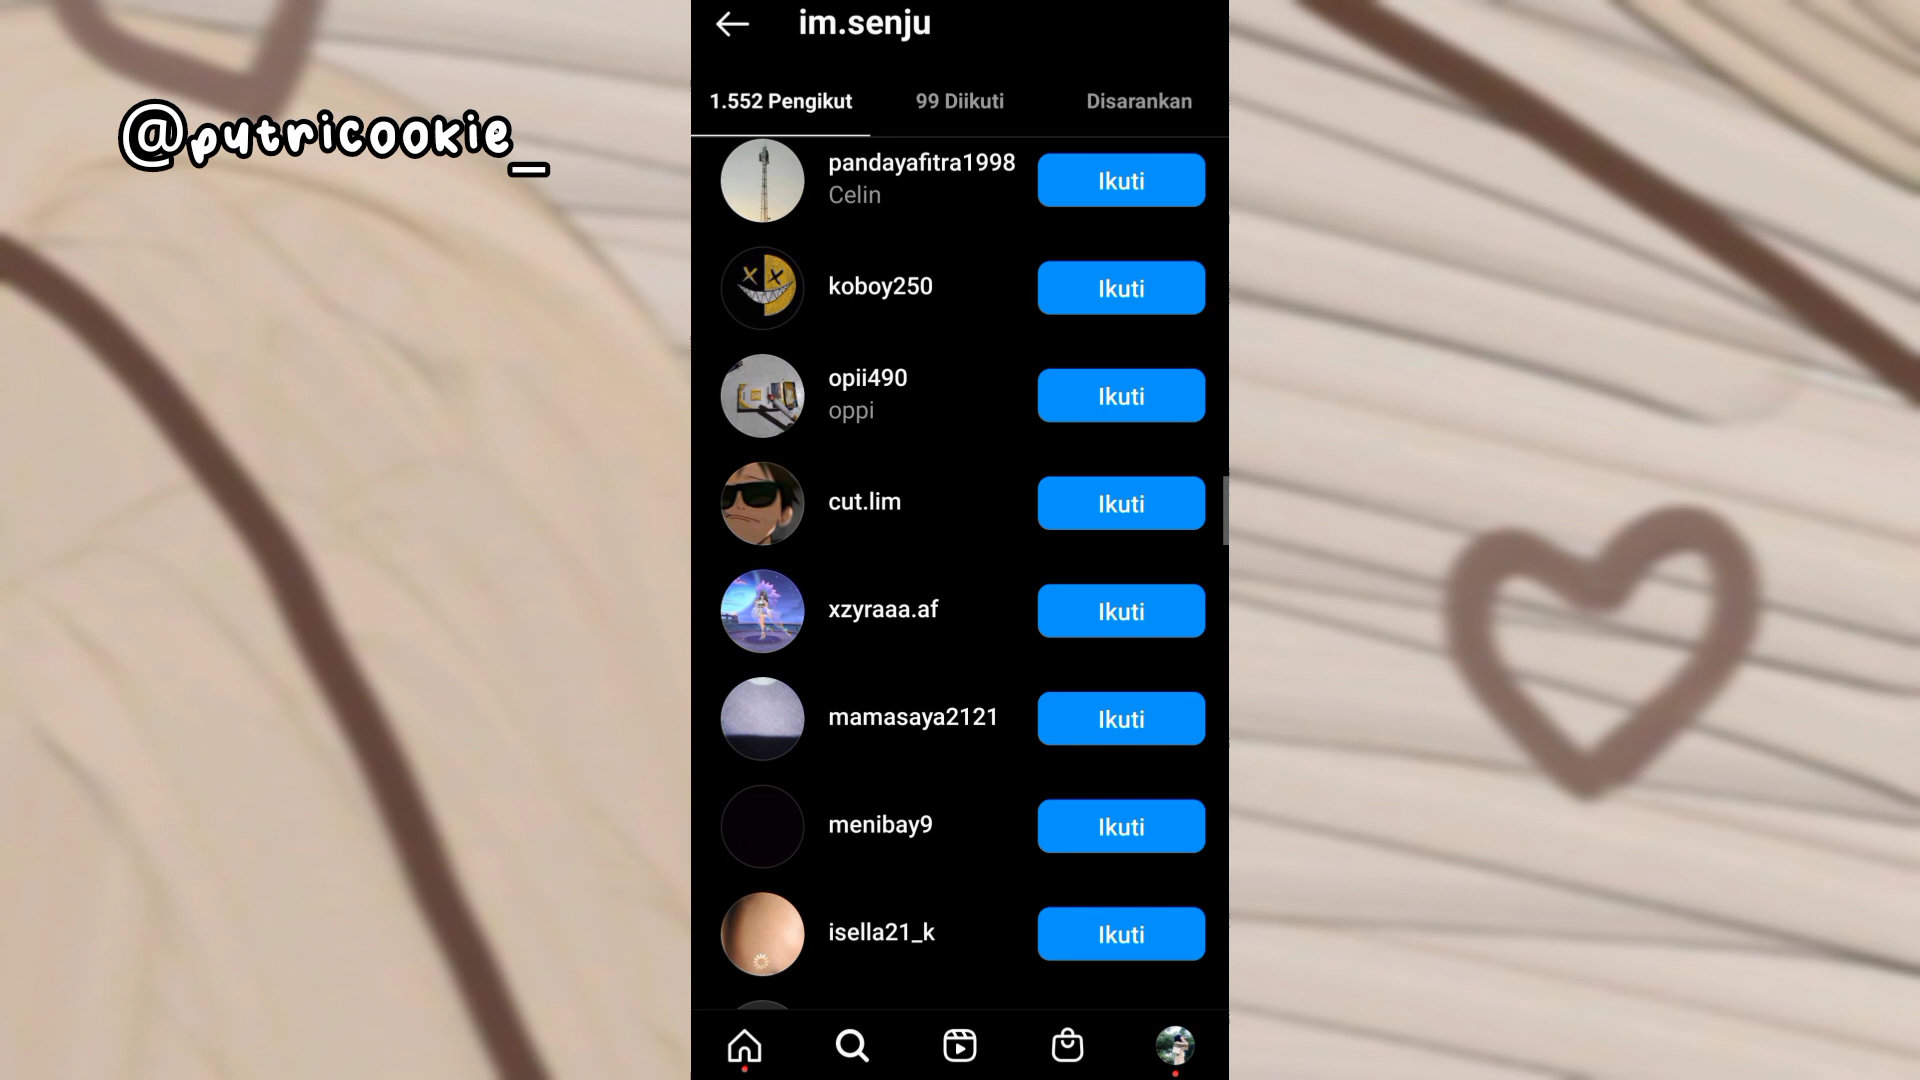 @putricookie_
im.senju
1.552 Pengikut 99 Diikuti Disarankan
pandayafitra1998 Ikuti
Celin
koboy250 Ikuti
opii490 Ikuti
oppi
cut.lim Ikuti
xzyraaa.af Ikuti
mamasaya2121 Ikuti
menibay9 Ikuti
isella21_k Ikuti